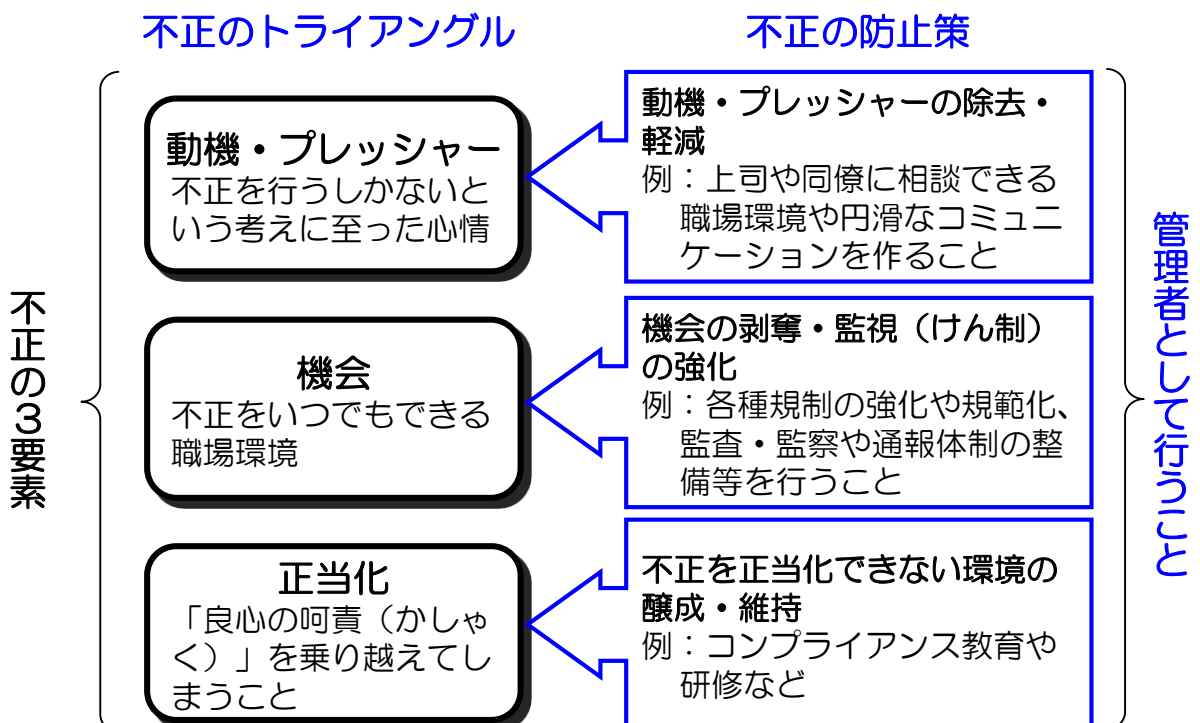 不正のトライアングル
不正の防止策
不正の3要素
動機・プレッシャー
不正を行うしかないと
いう考えに至った心情
動機・プレッシャーの除去・
軽減
例：上司や同僚に相談できる
職場環境や円滑なコミュニ
ケーションを作ること
機会
不正をいつでもできる
職場環境
機会の剥奪・監視（けん制）
の強化
例：各種規制の強化や規範化、
監査・監察や通報体制の整
備等を行うこと
正当化
「良心の呵責（かしゃ
く）」を乗り越えてし
まうこと
不正を正当化できない環境の
醸成・維持
例：コンプライアンス教育や
研修など
管理者として行うこと